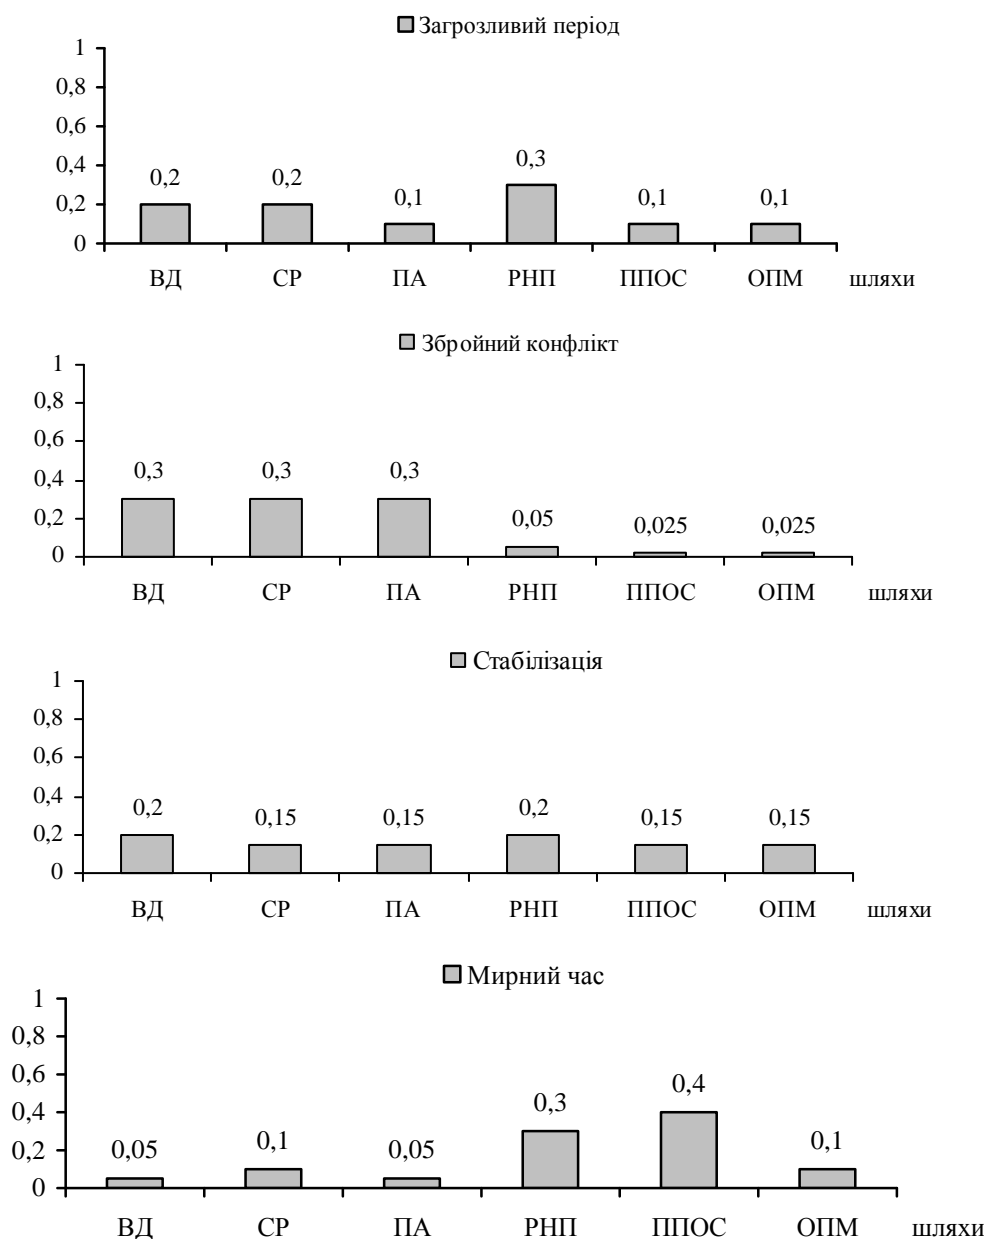 Загрозливий період
1
0,8
0,6
0,4
0,2
0
0,2 0,2 0,1 0,3 0,1 0,1
ВД СР ПА РНП ППОС ОПМ шляхи
Збройний конфлікт
1
0,8
0,6
0,4
0,2
0
0,3 0,3 0,3 0,05 0,025 0,025
ВД СР ПА РНП ППОС ОПМ шляхи
Стабілізація
1
0,8
0,6
0,4
0,2
0
0,2 0,15 0,15 0,2 0,15 0,15
ВД СР ПА РНП ППОС ОПМ шляхи
Мирний час
1
0,8
0,6
0,4
0,2
0
0,05 0,1 0,05 0,3 0,4 0,1
ВД СР ПА РНП ППОС ОПМ шляхи